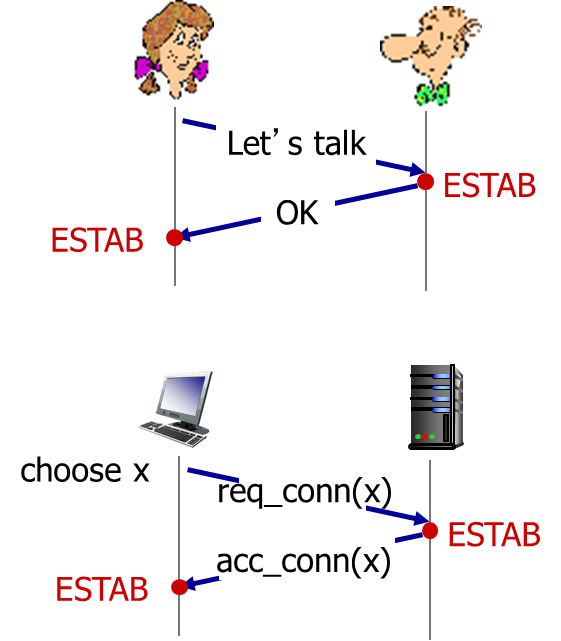 Let’s talk
ESTAB
OK
ESTAB
choose x
req_conn(x)
ESTAB
acc_conn(x)
ESTAB